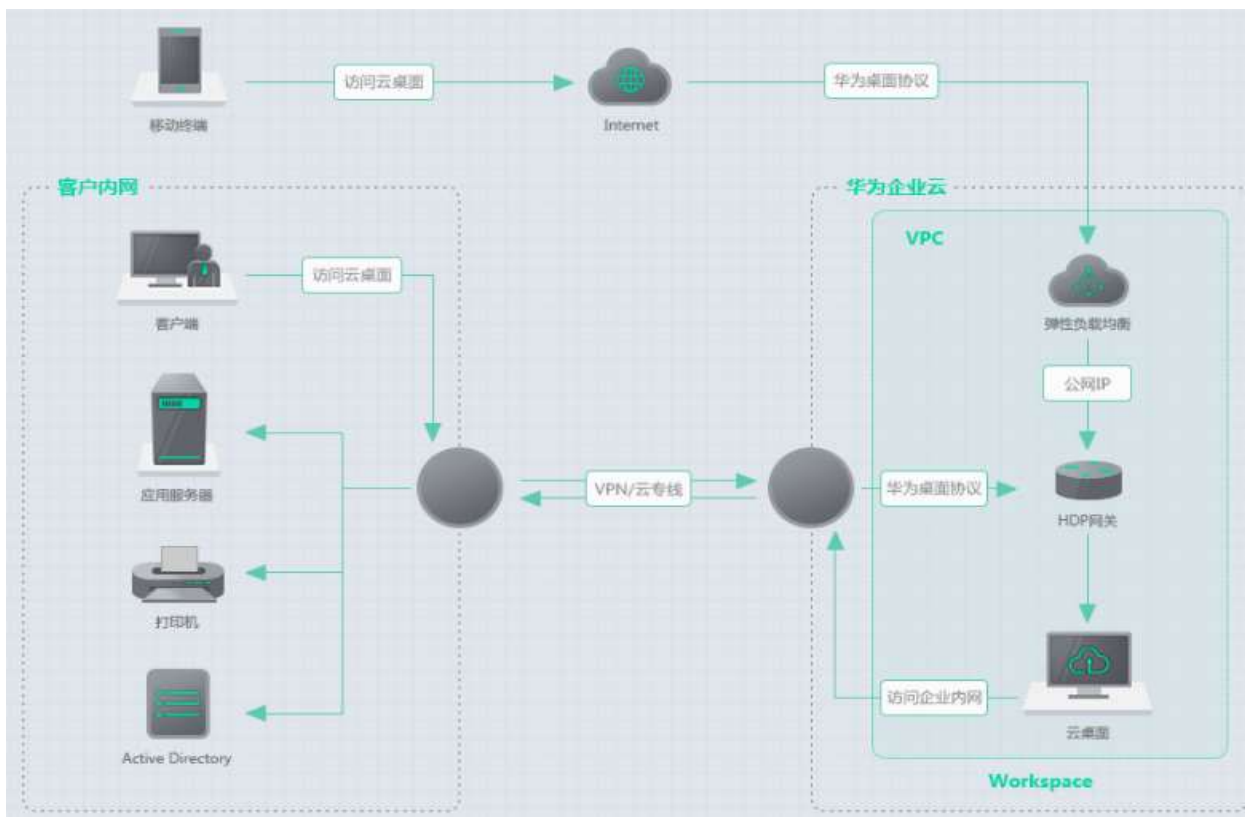 访问云桌面
华为桌面协议
移动终端
Internet
客户内网
华为企业云
VPC
访问云桌面
客户端
弹性负载均衡
公网IP
应用服务器
VPN/云专线
华为桌面协议
HDP网关
打印机
访问企业内网
云桌面
Active Directory
Workspace